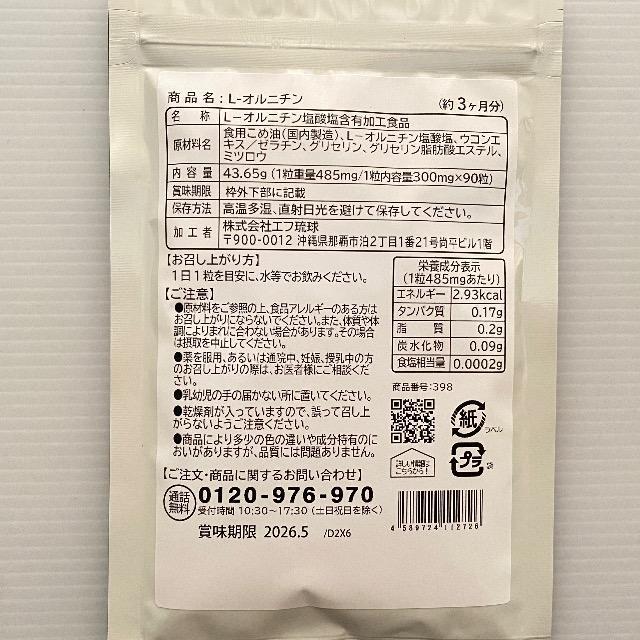 商品名：L-オルニチン （約３ヶ月分）
名称 L－オルニチン塩酸塩含有加工食品
原材料名 食用こめ油(国内製造)、L－オルニチン塩酸塩、ウコンエ
キス／ゼラチン、グリセリン、グリセリン脂肪酸エステル、
ミツロウ
内容量 43.65g (1粒重量485mg/1粒内容量300mg×90粒)
賞味期限 枠外下部に記載
保存方法 高温多湿、直射日光を避けて保存してください。
加工者 株式会社エフ琉球
〒900-0012 沖縄県那覇市泊2丁目1番21号尚平ビル1階
【お召し上がり方】
1日1粒を目安に、水等でお飲みください。
【ご注意】
●原材料をご参照の上、食品アレルギーのある方は
お召し上がりにならないでください。また、体質や体
調によりまれに合わない場合があります。その場合
は摂取を中止してください。
●薬を服用、あるいは通院中、妊娠、授乳中の方
のお召し上がりの際は、お医者様にご相談くださ
い。
●乳幼児の手の届かない所に置いてください。
●乾燥剤が入っていますので、誤って召し上
がらないようご注意ください。
●商品により多少の色の違いや成分特有のに
おいがありますが、品質には問題ありません。
栄養成分表示
(1粒485mgあたり)
エネルギー 2.93kcal
タンパク質 0.17g
脂質 0.2g
炭水化物 0.09g
食塩相当量 0.0002g
商品番号：398
詳しい情報は
こちらから！
紙
ラベル
プラ
袋
【ご注文・商品に関するお問い合わせ】
通話
無料
0120-976-970
受付時間 10:30～17:30 （土日祝日を除く）
賞味期限 2026.5 /D2X6
4 589724 112726